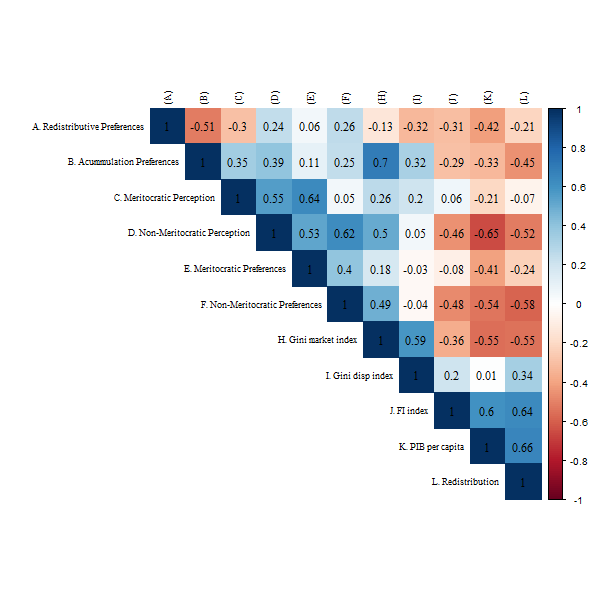 (A) (B) (C) (D) (E) (F) (H) (I) (J) (K) (L)
A. Redistributive Preferences 1 -0.51 -0.3 0.24 0.06 0.26 -0.13 -0.32 -0.31 -0.42 -0.21 1
B. Acummulation Preferences 1 0.35 0.39 0.11 0.25 0.7 0.32 -0.29 -0.33 -0.45 0.8
C. Meritocratic Perception 1 0.55 0.64 0.05 0.26 0.2 0.06 -0.21 -0.07 0.6
D. Non-Meritocratic Perception 1 0.53 0.62 0.5 0.05 -0.46 -0.65 -0.52 0.4
E. Meritocratic Preferences 1 0.4 0.18 -0.03 -0.08 -0.41 -0.24 0.2
F. Non-Meritocratic Preferences 1 0.49 -0.04 -0.48 -0.54 -0.58 0
H. Gini market index 1 0.59 -0.36 -0.55 -0.55 -0.2
I. Gini disp index 1 0.2 0.01 0.34 -0.4
J. FI index 1 0.6 0.64 -0.6
K. PIB per capita 1 0.66 -0.8
L. Redistribution 1 -1